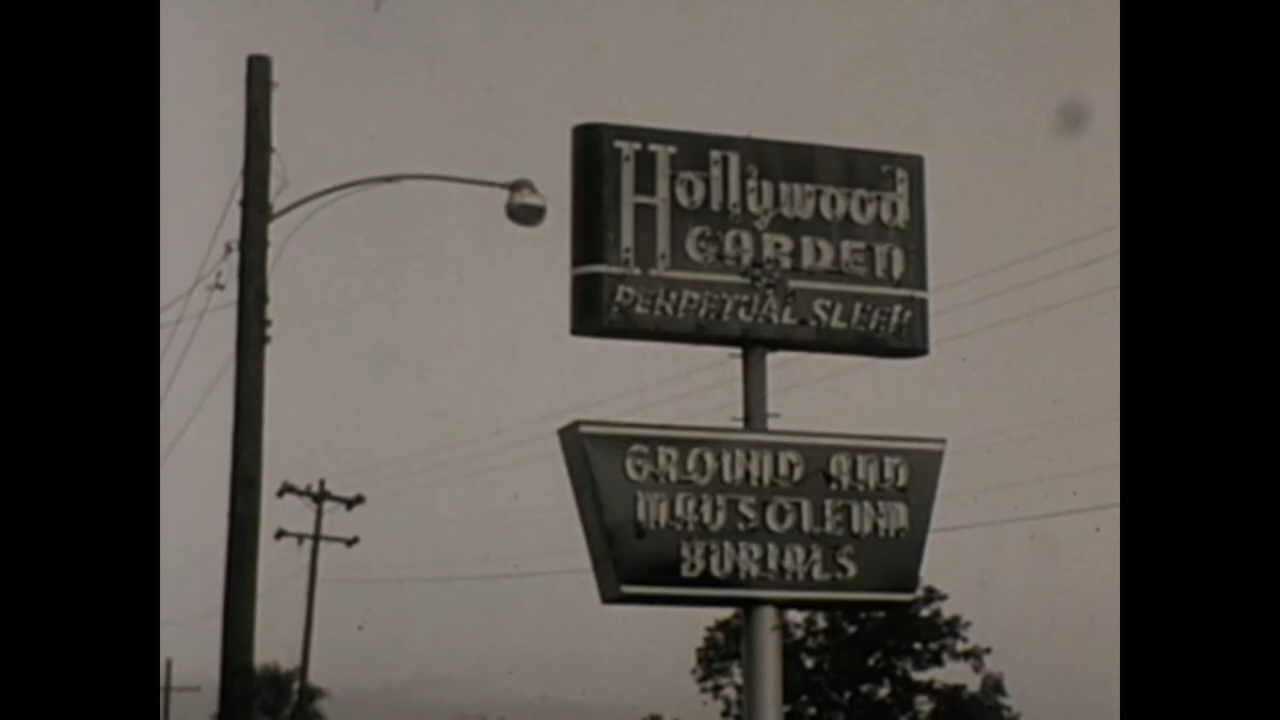 Hollywood
GARDEN
PERPETUAL SLEEP
GROUND AND
MAUSOLEUM
BURIALS